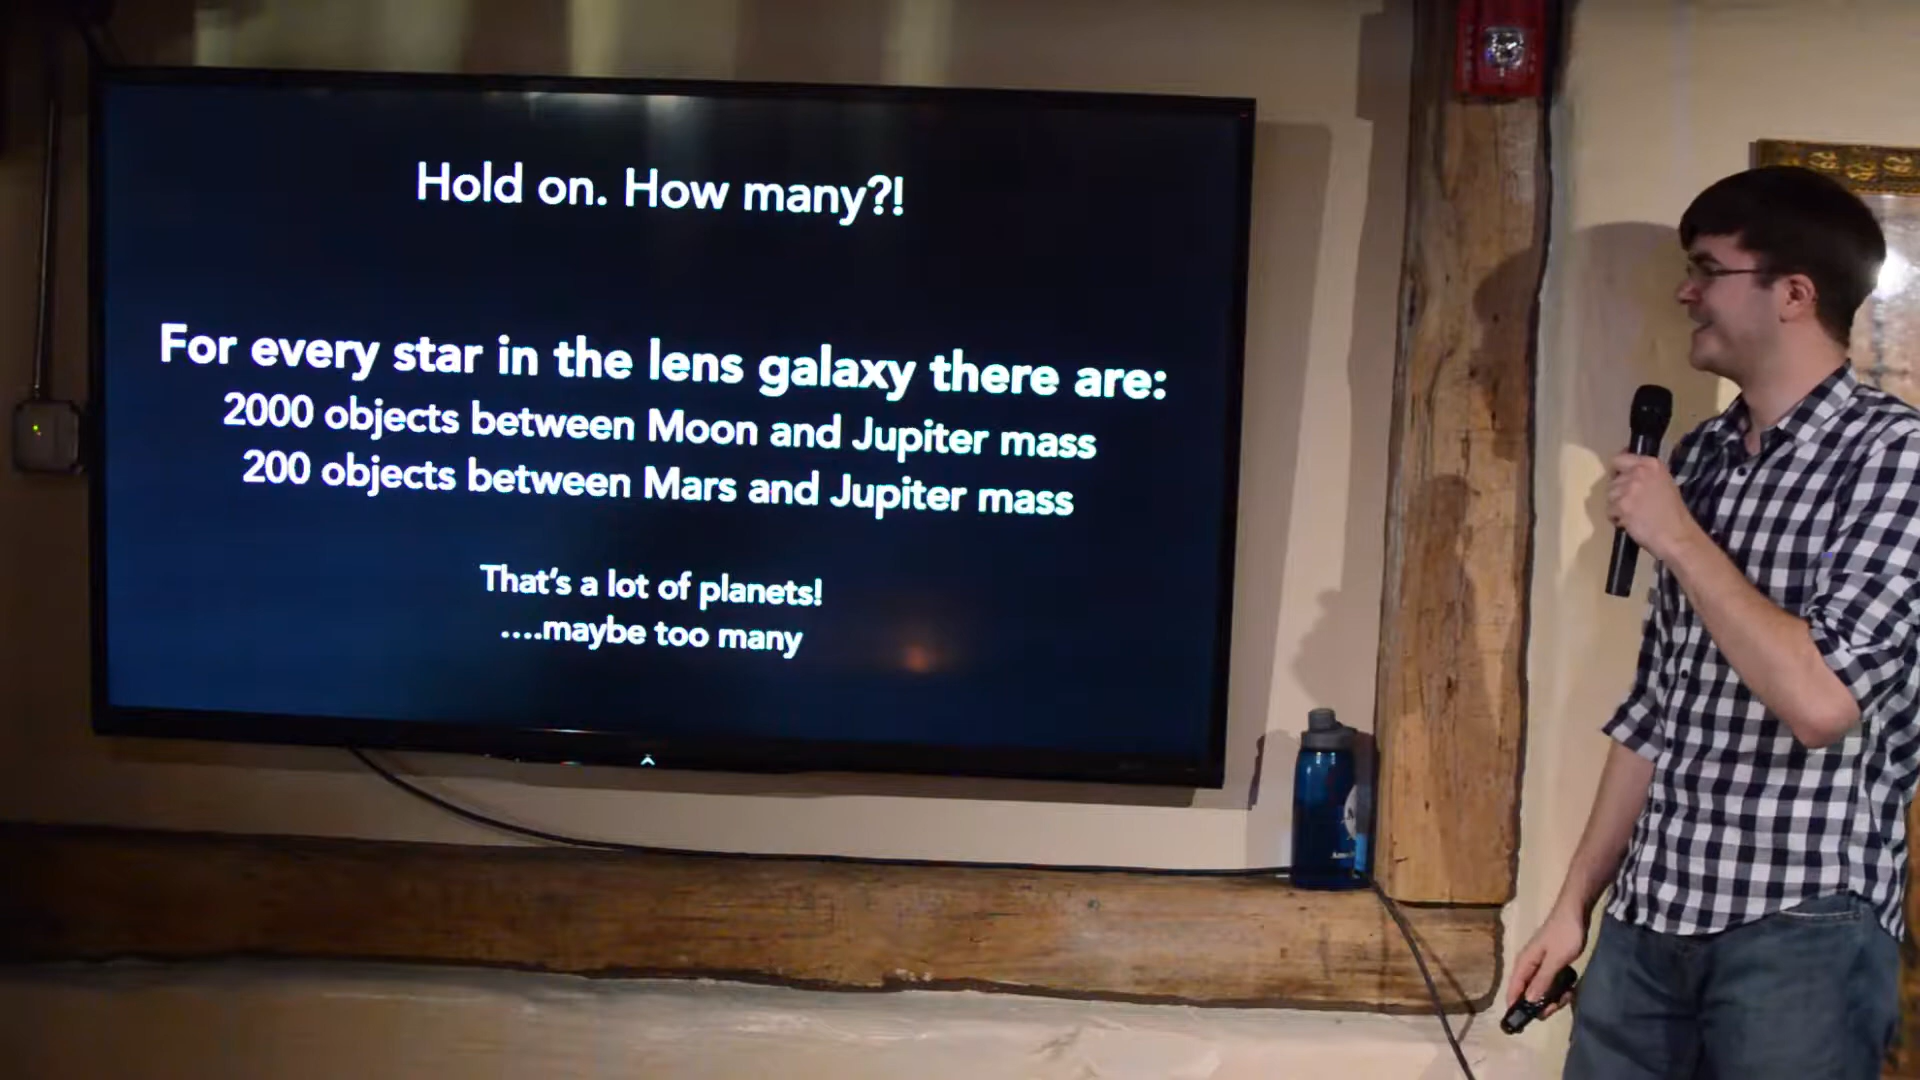 Hold on. How many?!
For every star in the lens galaxy there are:
2000 objects between Moon and Jupiter mass
200 objects between Mars and Jupiter mass
That's a lot of planets!
....maybe too many